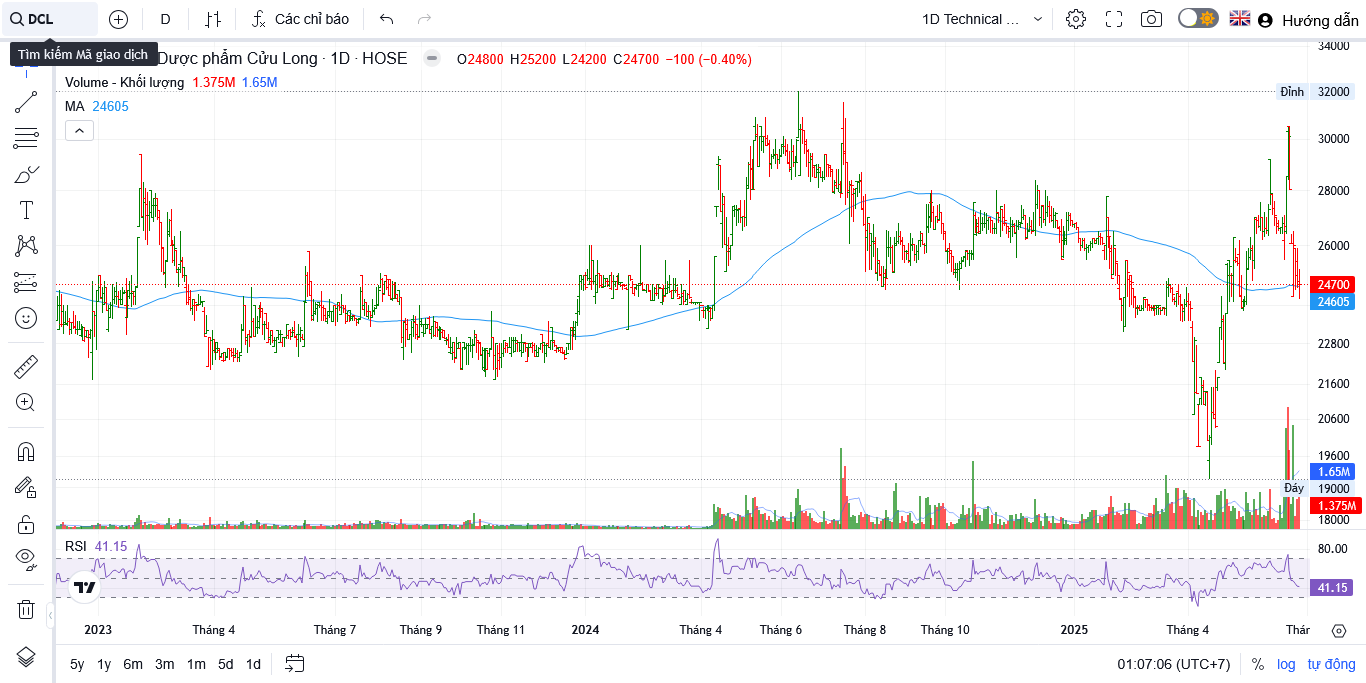 DCL
D
Các chỉ báo
1D Technical ...
Hướng dẫn
Tìm kiếm Mã giao dịch
Dược phẩm Cửu Long · 1D · HOSE
O24800 H25200 L24200 C24700 −100 (−0.40%)
Volume - Khối lượng 1.375M 1.65M
MA 24605
34000
Đỉnh 32000
30000
28000
26000
24700
24605
22800
21600
20600
19600
1.65M
Đáy 19000
1.375M
18000
RSI 41.15
80.00
41.15
2023 Tháng 4 Tháng 7 Tháng 9 Tháng 11 2024 Tháng 4 Tháng 6 Tháng 8 Tháng 10 2025 Tháng 4 Thár
5y 1y 6m 3m 1m 5d 1d
01:07:06 (UTC+7) % log tự động